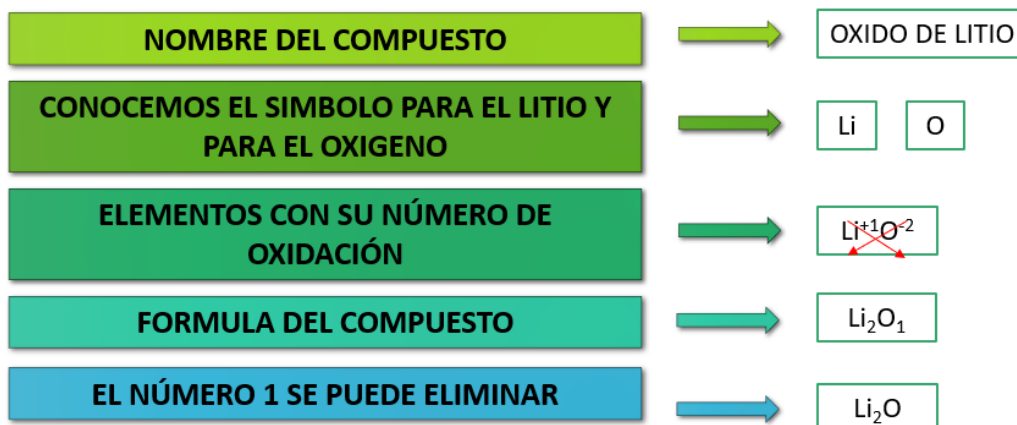 NOMBRE DEL COMPUESTO
OXIDO DE LITIO
CONOCEMOS EL SIMBOLO PARA EL LITIO Y
PARA EL OXIGENO
Li O
ELEMENTOS CON SU NÚMERO DE
OXIDACIÓN
Li⁺¹O⁻²
FORMULA DEL COMPUESTO
Li₂O₁
EL NÚMERO 1 SE PUEDE ELIMINAR
Li₂O